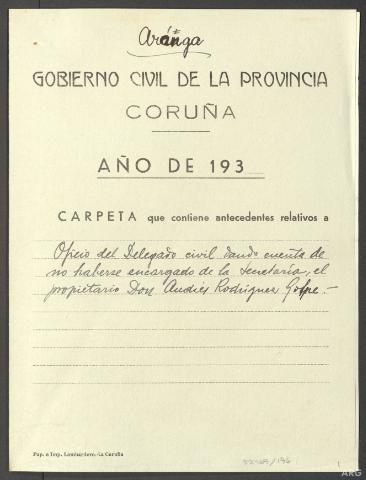 Aránga
GOBIERNO CIVIL DE LA PROVINCIA
CORUÑA
AÑO DE 193
CARPETA que contiene antecedentes relativos a
Oficio del Delegado civil dando cuenta de
no haberse encargado de la Secretaría, el
propietario Don Andrés Rodríguez Golpe.-
Pap. e Imp. Lombardero.-La Coruña
ARG